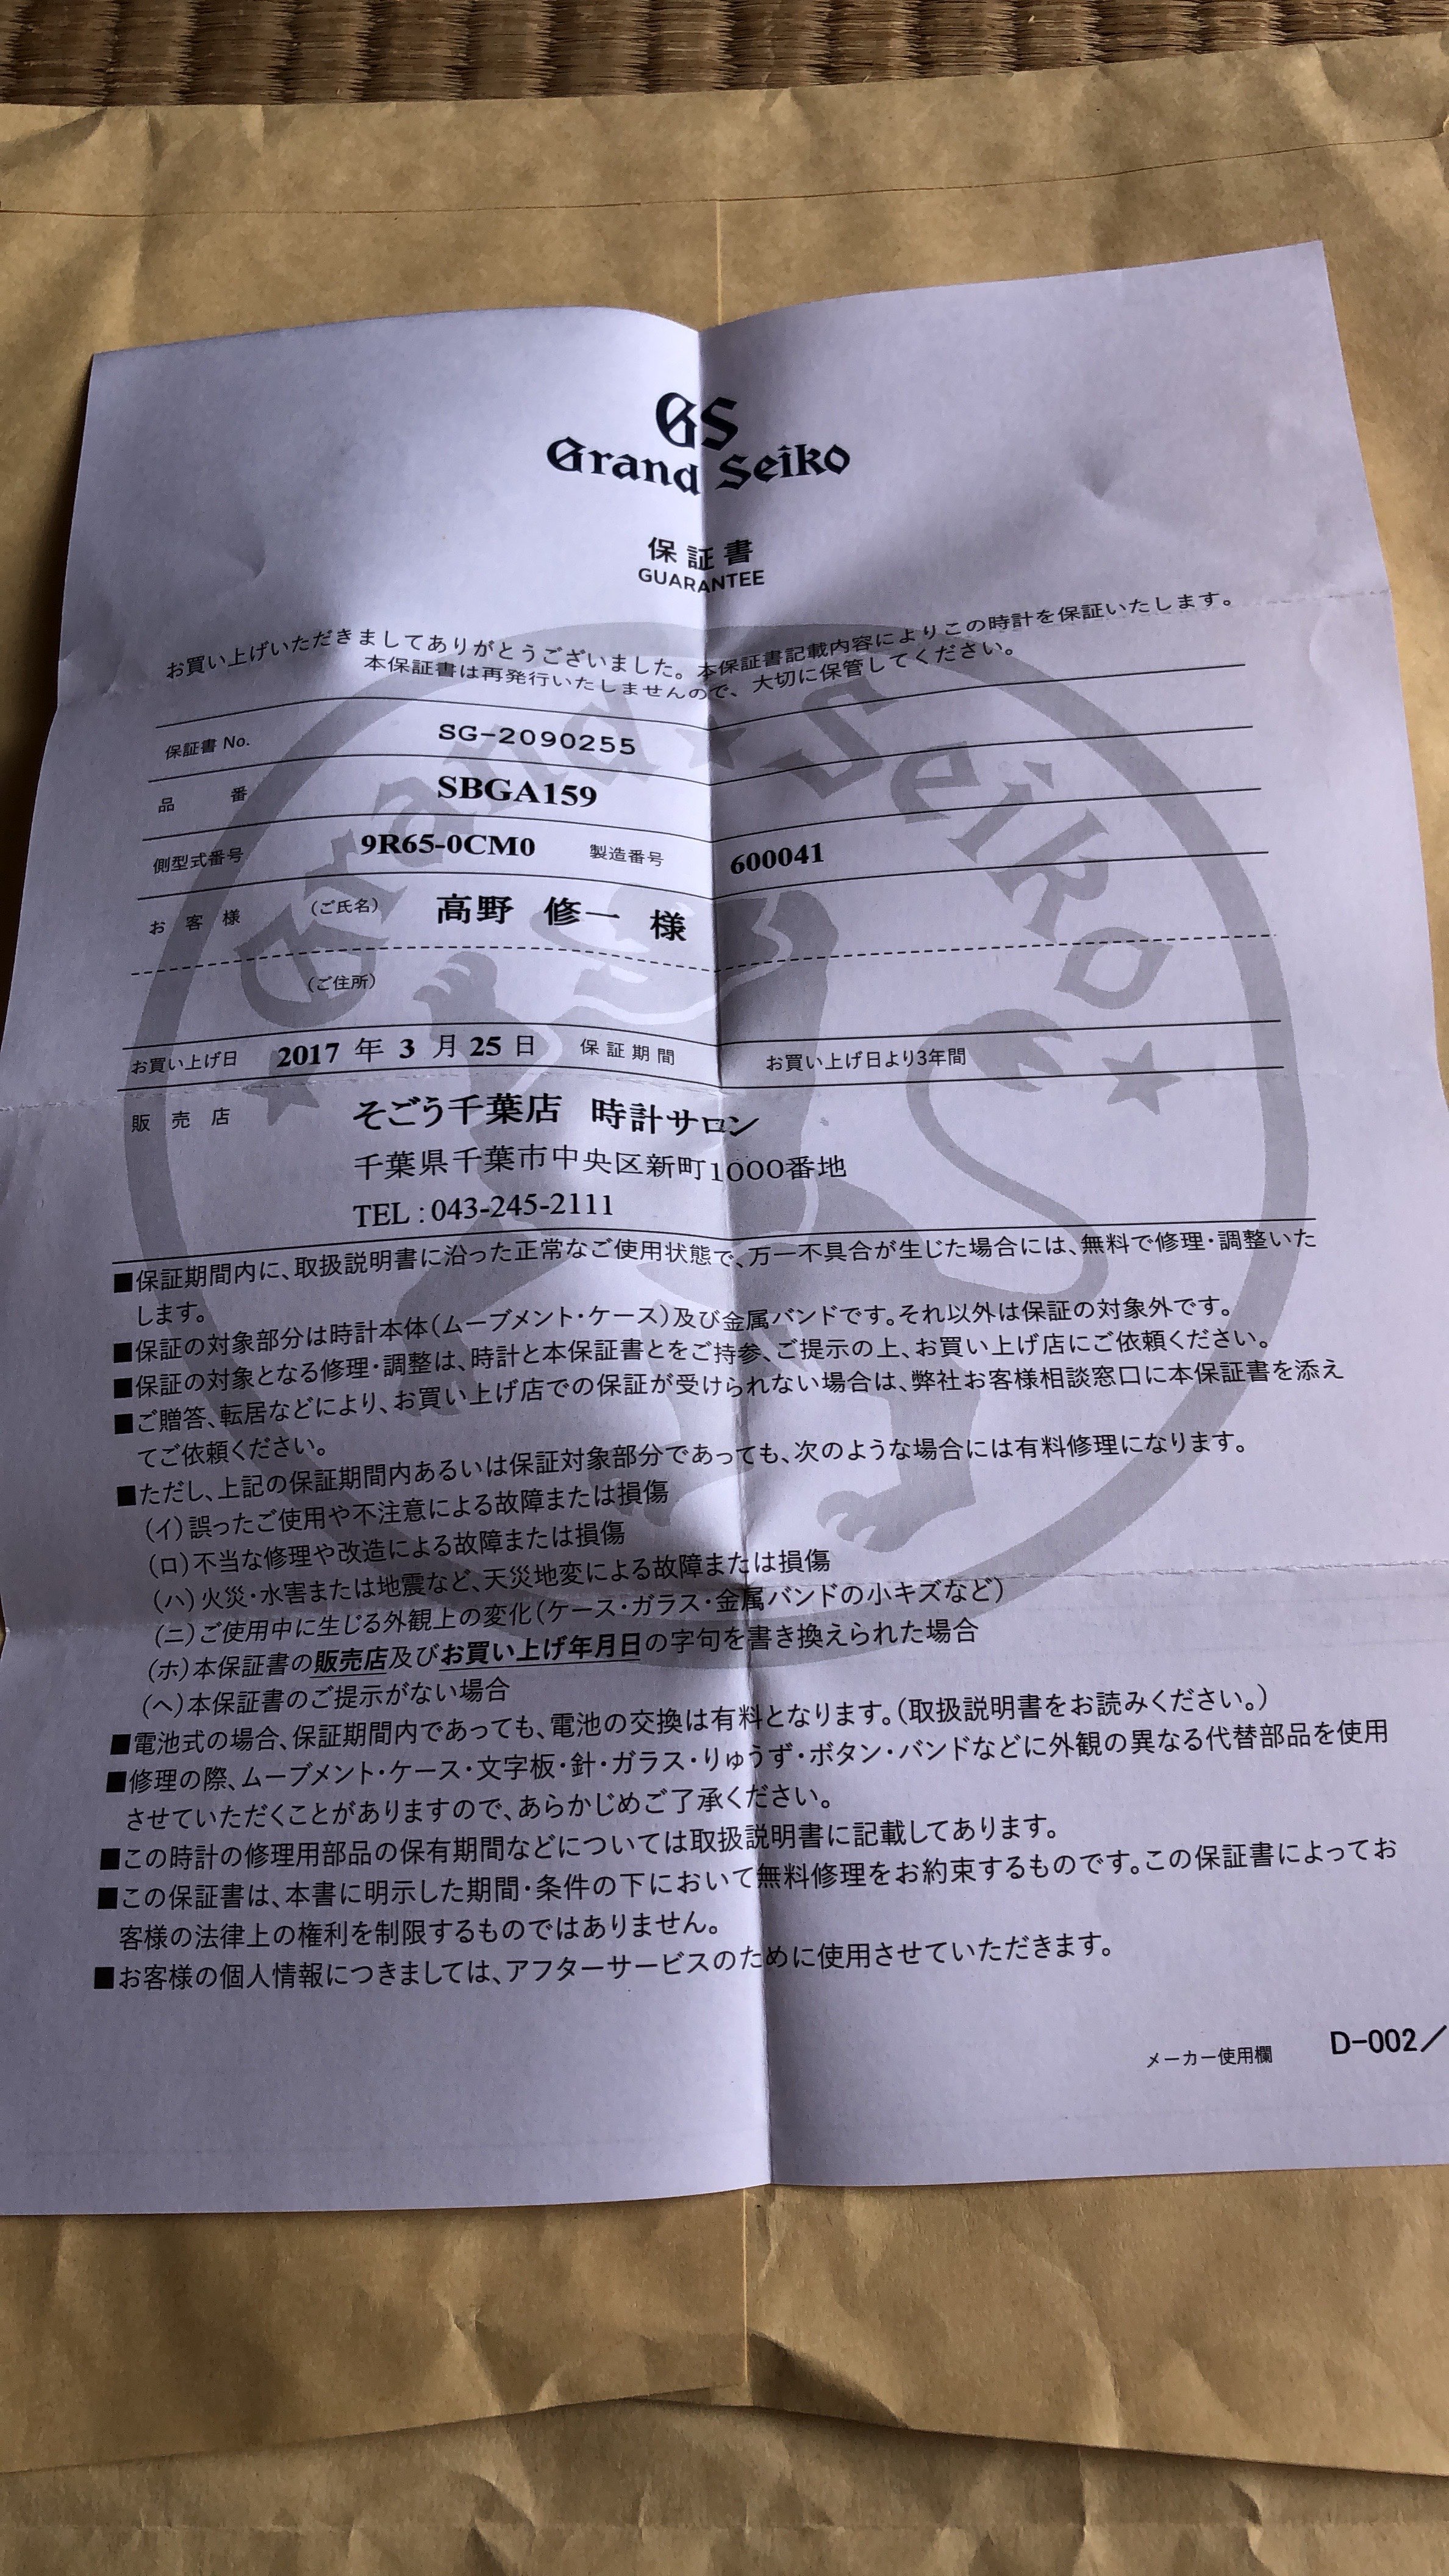 GS
Grand Seiko
保証書
GUARANTEE
お買い上げいただきましてありがとうございました。本保証書記載内容によりこの時計を保証いたします。
本保証書は再発行いたしませんので、大切に保管してください。
保証書 No. SG-2090255
品番 SBGA159
側型式番号 9R65-0CM0 製造番号 600041
お客様 (ご氏名) 高野 修一 様
(ご住所)
お買い上げ日 2017 年 3 月 25 日 保証期間 お買い上げ日より3年間
販売店 そごう千葉店 時計サロン
千葉県千葉市中央区新町1000番地
TEL : 043-245-2111
■保証期間内に、取扱説明書に沿った正常なご使用状態で、万一不具合が生じた場合には、無料で修理・調整いた
します。
■保証の対象部分は時計本体(ムーブメント・ケース)及び金属バンドです。それ以外は保証の対象外です。
■保証の対象となる修理・調整は、時計と本保証書とをご持参、ご提示の上、お買い上げ店にご依頼ください。
■ご贈答、転居などにより、お買い上げ店での保証が受けられない場合は、弊社お客様相談窓口に本保証書を添え
てご依頼ください。
■ただし、上記の保証期間内あるいは保証対象部分であっても、次のような場合には有料修理になります。
(イ)誤ったご使用や不注意による故障または損傷
(ロ)不当な修理や改造による故障または損傷
(ハ)火災・水害または地震など、天災地変による故障または損傷
(ニ)ご使用中に生じる外観上の変化(ケース・ガラス・金属バンドの小キズなど)
(ホ)本保証書の販売店及びお買い上げ年月日の字句を書き換えられた場合
(ヘ)本保証書のご提示がない場合
■電池式の場合、保証期間内であっても、電池の交換は有料となります。(取扱説明書をお読みください。)
■修理の際、ムーブメント・ケース・文字板・針・ガラス・りゅうず・ボタン・バンドなどに外観の異なる代替部品を使用
させていただくことがありますので、あらかじめご了承ください。
■この時計の修理用部品の保有期間などについては取扱説明書に記載してあります。
■この保証書は、本書に明示した期間・条件の下において無料修理をお約束するものです。この保証書によってお
客様の法律上の権利を制限するものではありません。
■お客様の個人情報につきましては、アフターサービスのために使用させていただきます。
メーカー使用欄 D-002／
Grand Seiko